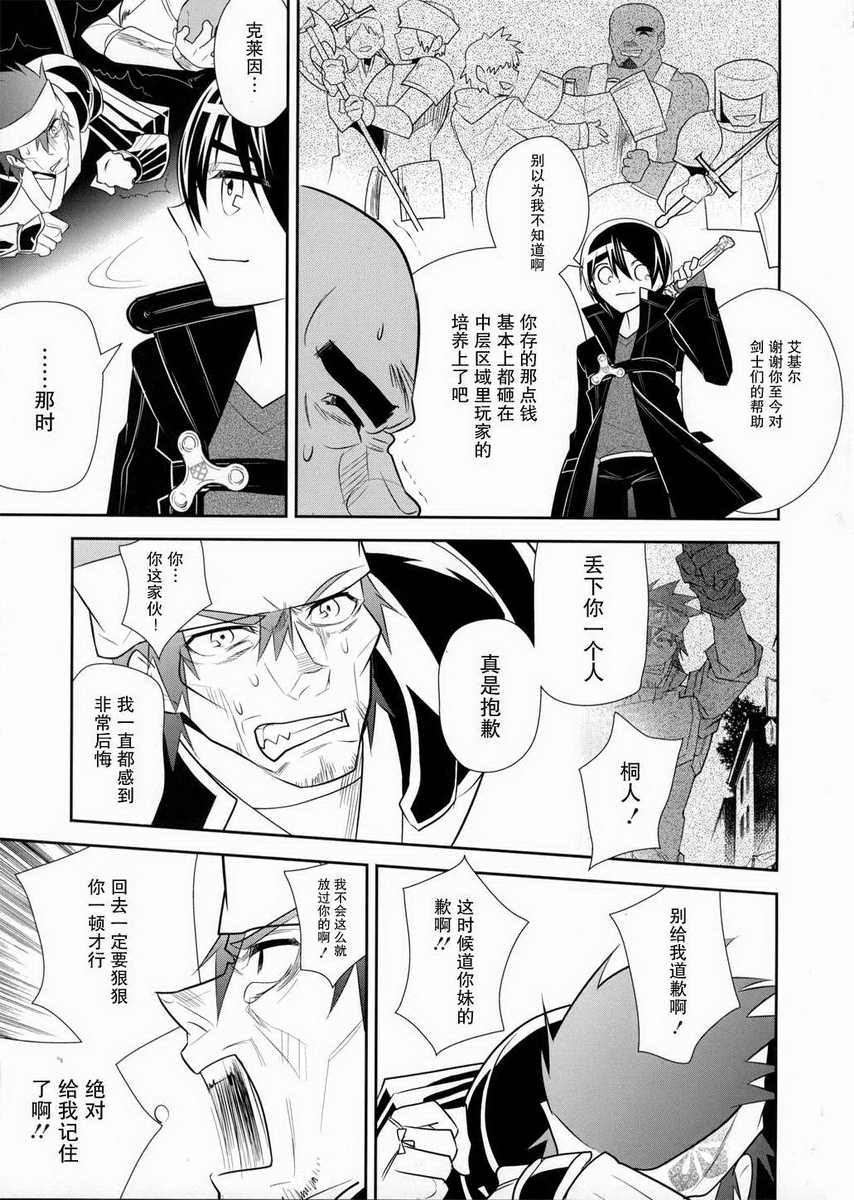 艾基尔
谢谢你至今对
剑士们的帮助
别以为我不知道啊
你存的那点钱
基本上都砸在
中层区域里玩家的
培养上了吧
克莱因…
……那时
丢下你一个人
真是抱歉
桐人！
你…
你这家伙！
我一直都感到
非常后悔
别给我道歉啊！
这时候道你妹的
歉啊！！
我不会这么就
放过你的啊！
回去一定要狠狠
你一顿才行
绝对
给我记住
了啊！！